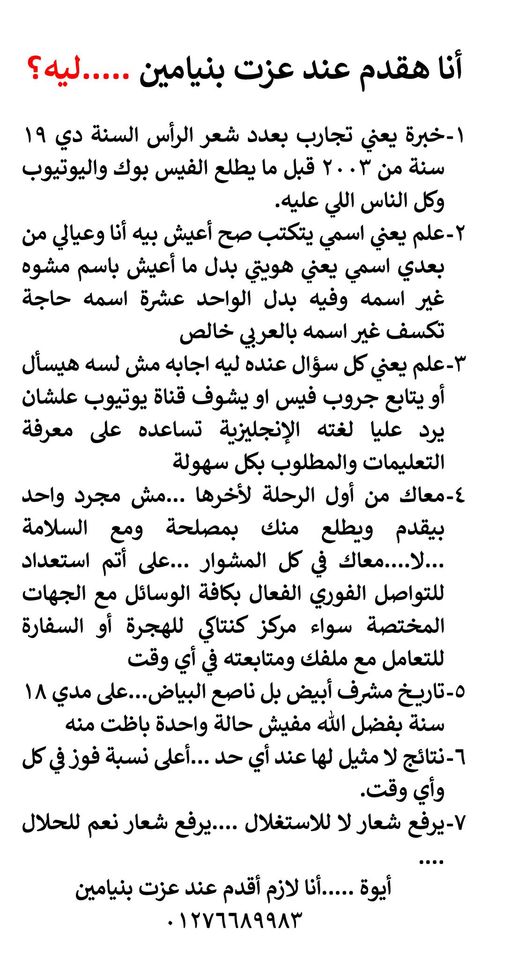 أنا هقدم عند عزت بنيامين .....ليه؟
١-خبرة يعني تجارب بعدد شعر الرأس السنة دي ١٩
سنة من ٢٠٠٣ قبل ما يطلع الفيس بوك واليوتيوب
وكل الناس اللي عليه.
٢-علم يعني اسمي يتكتب صح أعيش بيه أنا وعيالي من
بعدي اسمي يعني هويتي بدل ما أعيش باسم مشوه
غير اسمه وفيه بدل الواحد عشرة اسمه حاجة
تكسف غير اسمه بالعربي خالص
٣-علم يعني كل سؤال عنده ليه اجابه مش لسه هيسأل
أو يتابع جروب فيس او يشوف قناة يوتيوب علشان
يرد عليا لغته الإنجليزية تساعده على معرفة
التعليمات والمطلوب بكل سهولة
٤-معاك من أول الرحلة لأخرها ...مش مجرد واحد
بيقدم ويطلع منك بمصلحة ومع السلامة
...لا....معاك في كل المشوار ...على أتم استعداد
للتواصل الفوري الفعال بكافة الوسائل مع الجهات
المختصة سواء مركز كنتاكي للهجرة أو السفارة
للتعامل مع ملفك ومتابعته في أي وقت
٥-تاريخ مشرف أبيض بل ناصع البياض...على مدي ١٨
سنة بفضل الله مفيش حالة واحدة باظت منه
٦-نتائج لا مثيل لها عند أي حد ...أعلى نسبة فوز في كل
وأي وقت.
٧-يرفع شعار لا للاستغلال ....يرفع شعار نعم للحلال
....
أيوة .....أنا لازم أقدم عند عزت بنيامين
٠١٢٧٦٦٨٩٩٨٣